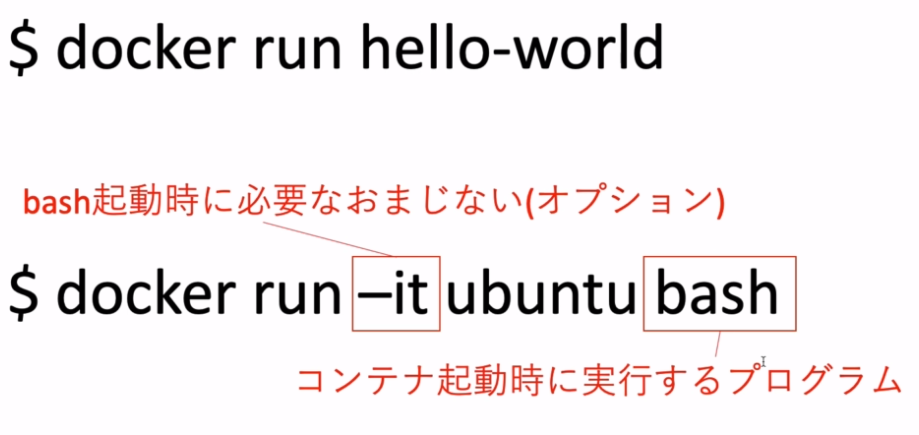 $ docker run hello-world
bash起動時に必要なおまじない(オプション)
$ docker run –it ubuntu bash
コンテナ起動時に実行するプログラム